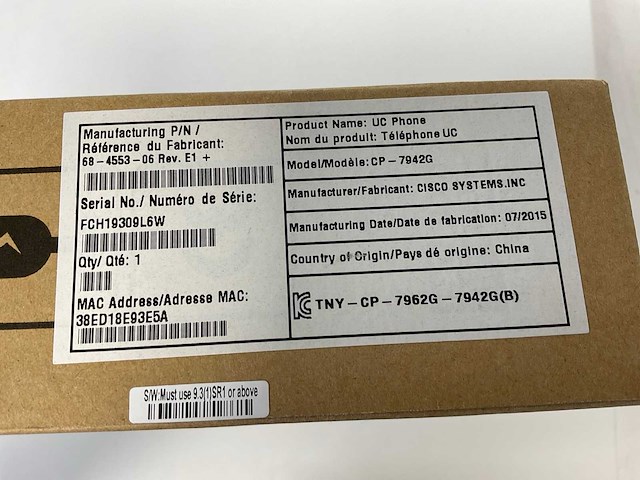 Manufacturing P/N /
Référence du Fabricant:
68-4553-06 Rev. E1 +
Serial No./ Numéro de Série:
FCH19309L6W
Qty/ Qté: 1
MAC Address/Adresse MAC:
38ED18E93E5A
Product Name: UC Phone
Nom du produit: Téléphone UC
Model/Modèle: CP-7942G
Manufacturer/Fabricant: CISCO SYSTEMS.INC
Manufacturing Date/Date de fabrication: 07/2015
Country of Origin/Pays dé origine: China
TNY-CP-7962G-7942G(B)
S/W:Must use 9.3(1)SR1 or above